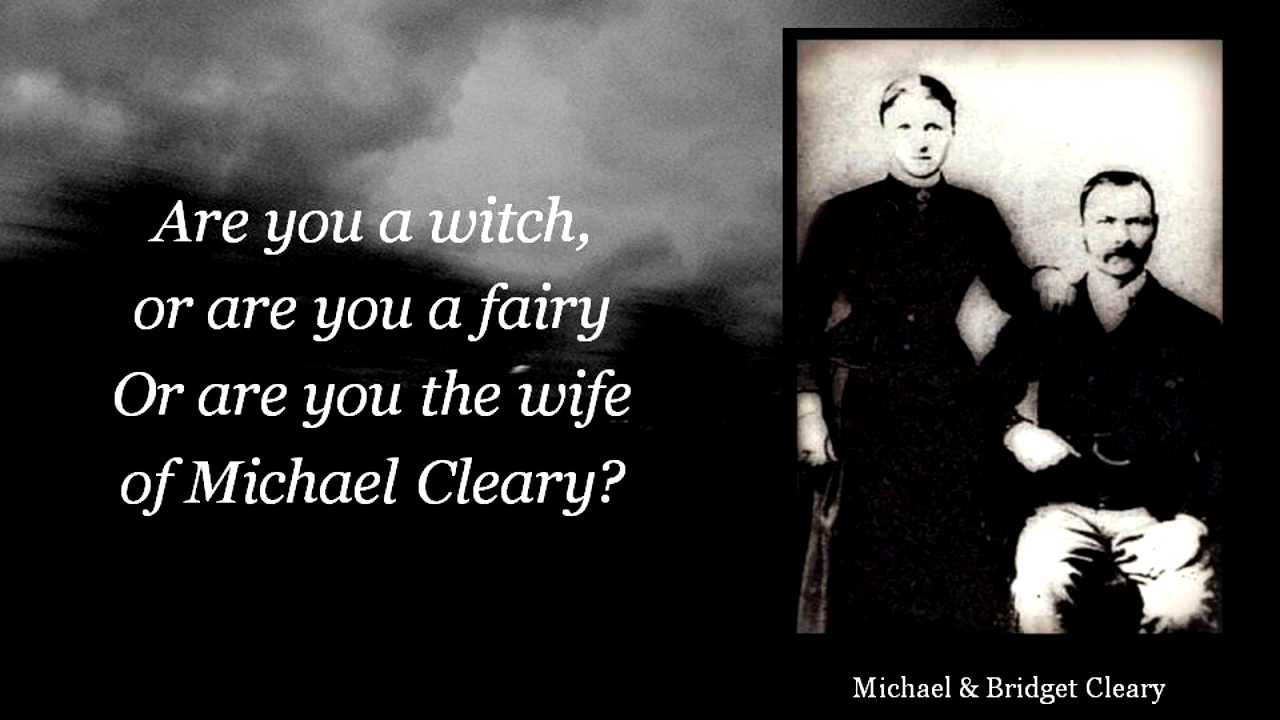 Are you a witch,
or are you a fairy
Or are you the wife
of Michael Cleary?
Michael & Bridget Cleary